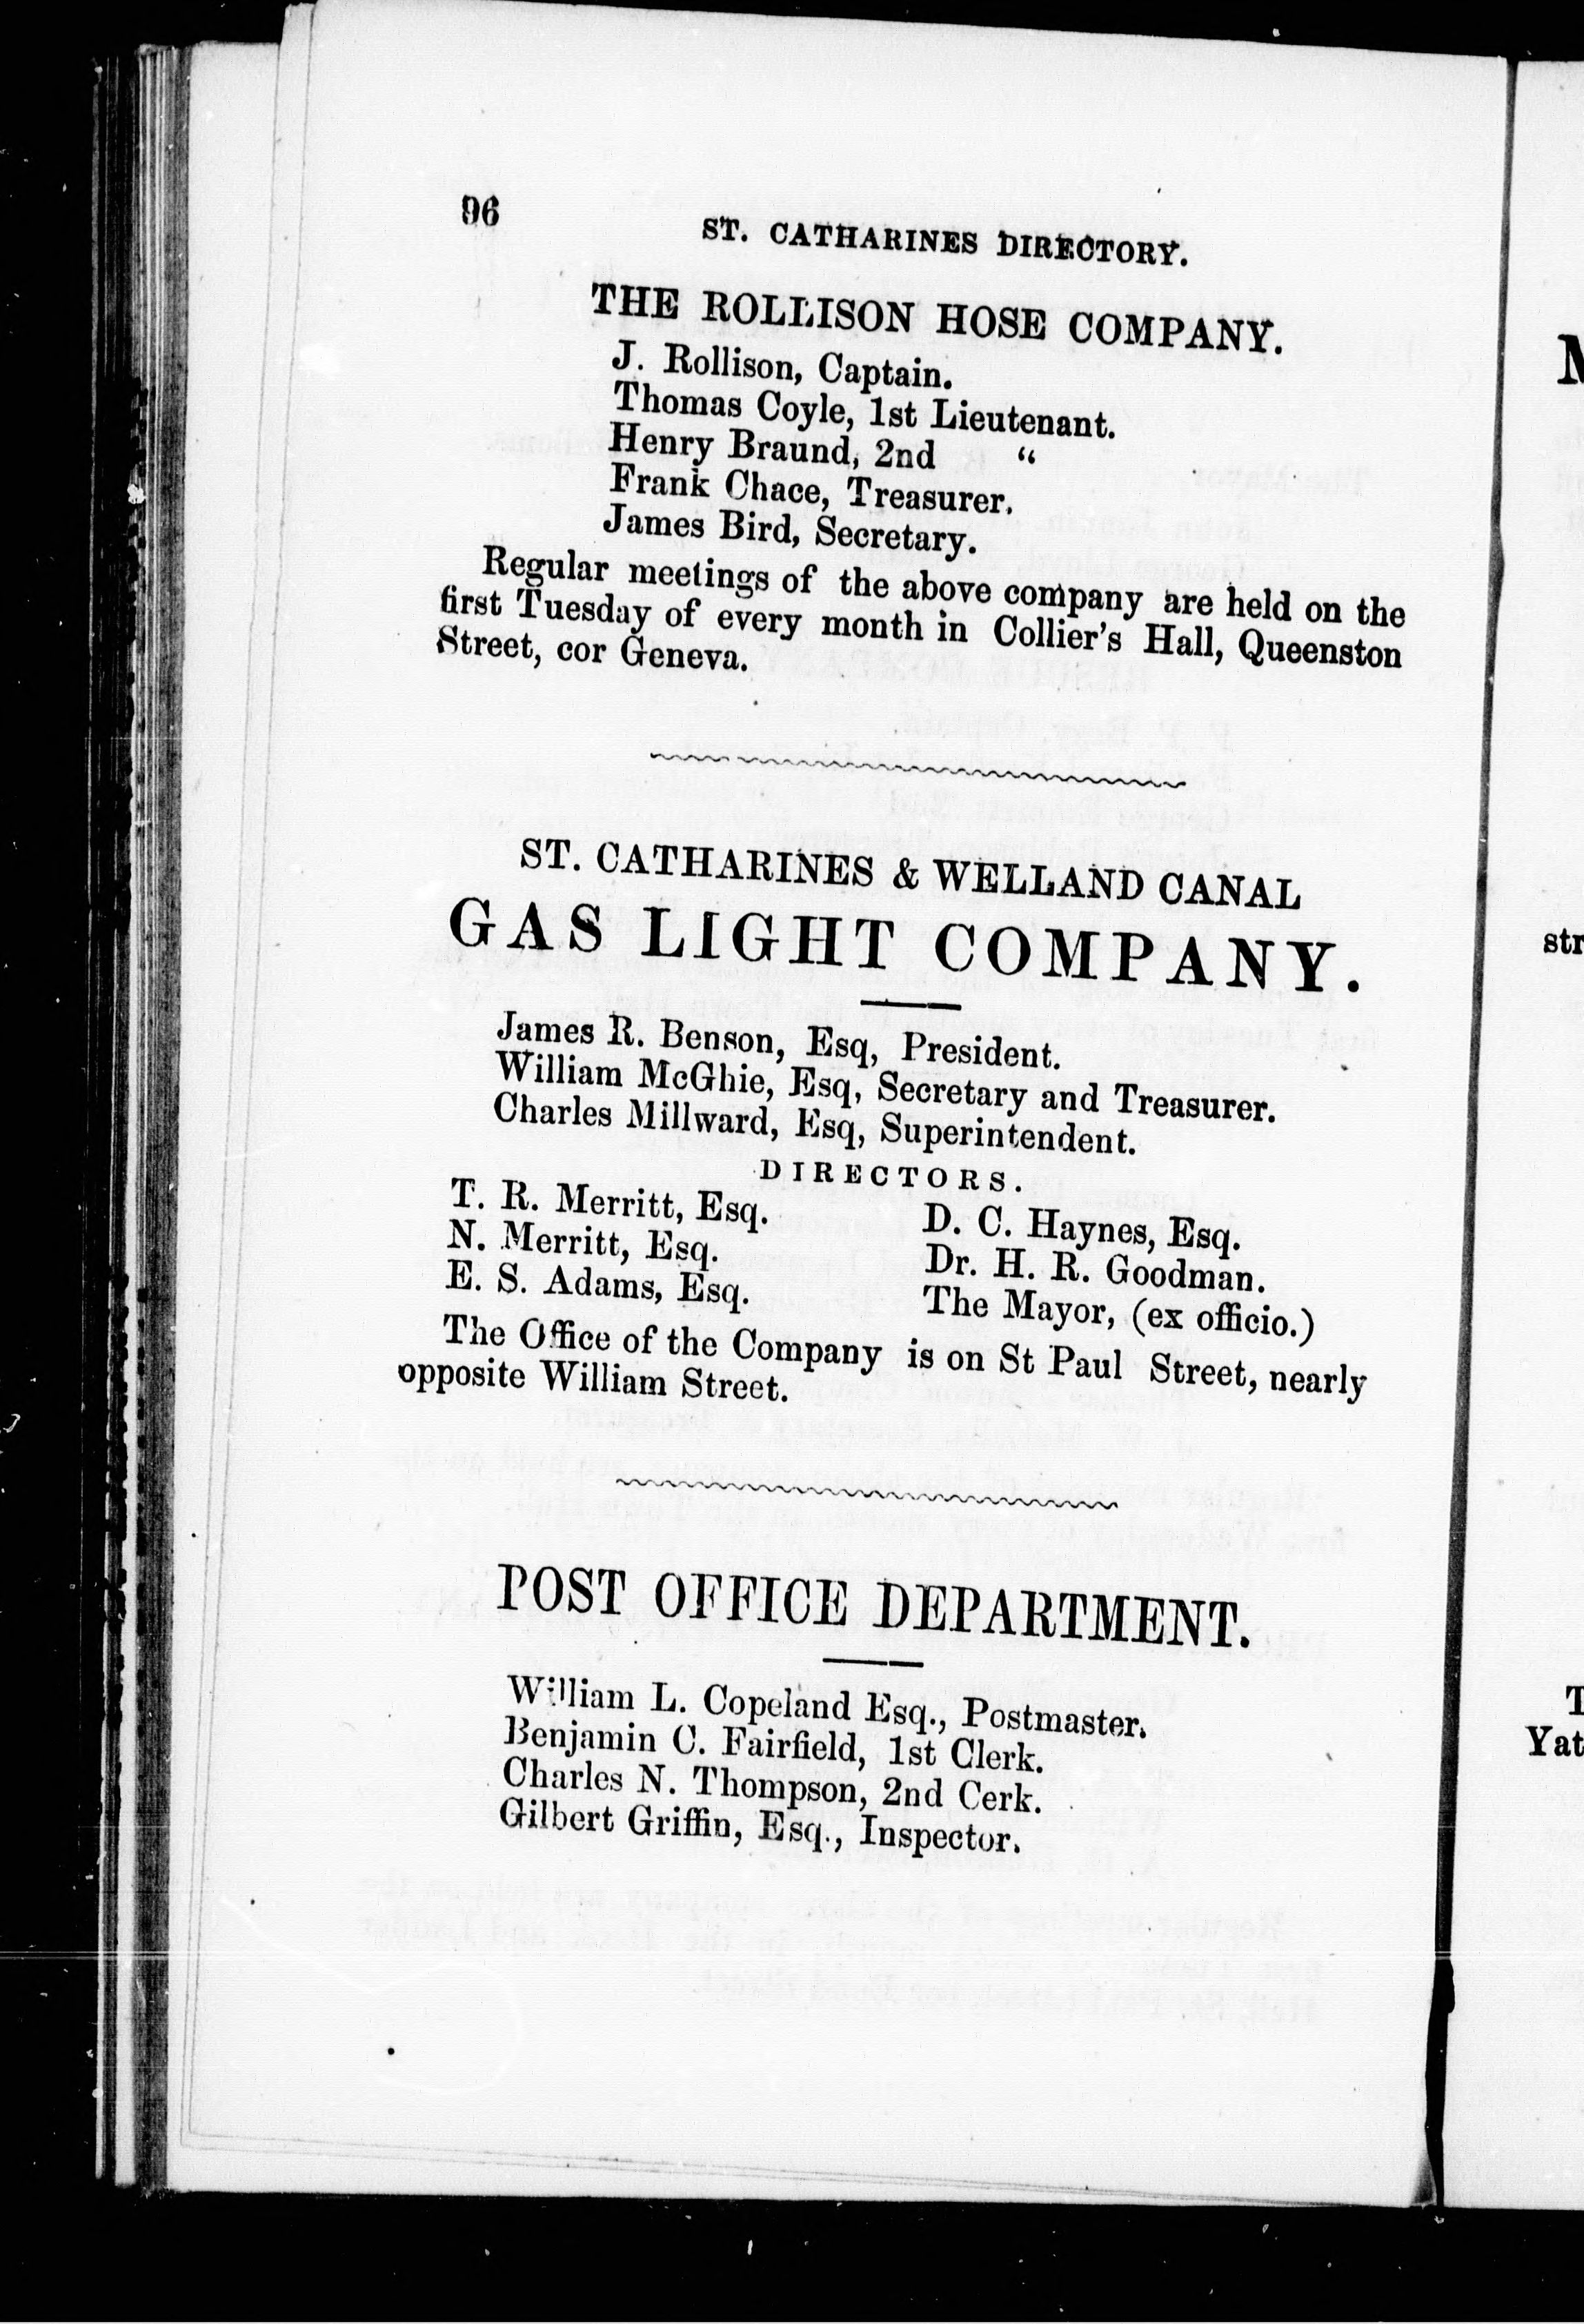 96
ST. CATHARINES DIRECTORY.
THE ROLLISON HOSE COMPANY.
J. Rollison, Captain.
Thomas Coyle, 1st Lieutenant.
Henry Braund, 2nd “
Frank Chace, Treasurer.
James Bird, Secretary.
Regular meetings of the above company are held on the
first Tuesday of every month in Collier's Hall, Queenston
Street, cor Geneva.
ST. CATHARINES & WELLAND CANAL
GAS LIGHT COMPANY.
James R. Benson, Esq, President.
William McGhie, Esq, Secretary and Treasurer.
Charles Millward, Esq, Superintendent.
DIRECTORS.
T. R. Merritt, Esq. D. C. Haynes, Esq.
N. Merritt, Esq. Dr. H. R. Goodman.
E. S. Adams, Esq. The Mayor, (ex officio.)
The Office of the Company is on St Paul Street, nearly
opposite William Street.
POST OFFICE DEPARTMENT.
William L. Copeland Esq., Postmaster.
Benjamin C. Fairfield, 1st Clerk.
Charles N. Thompson, 2nd Cerk.
Gilbert Griffin, Esq., Inspector.
str
Yat